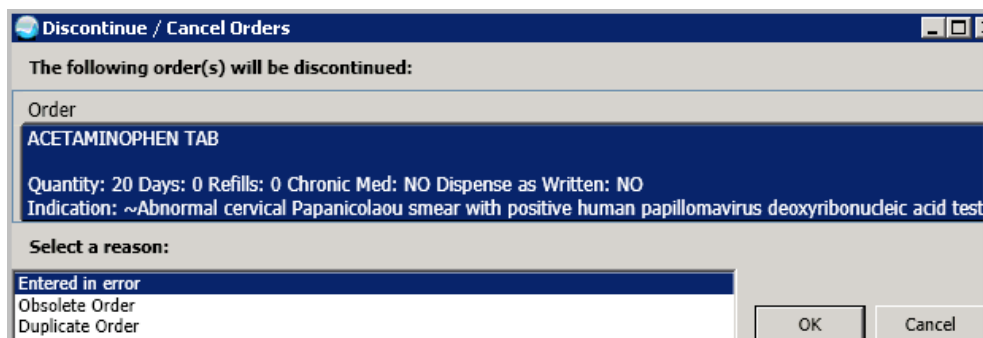 Discontinue / Cancel Orders
The following order(s) will be discontinued:
Order
ACETAMINOPHEN TAB
Quantity: 20 Days: 0 Refills: 0 Chronic Med: NO Dispense as Written: NO
Indication: ~Abnormal cervical Papanicolaou smear with positive human papillomavirus deoxyribonucleic acid test
Select a reason:
Entered in error
Obsolete Order
Duplicate Order
OK Cancel